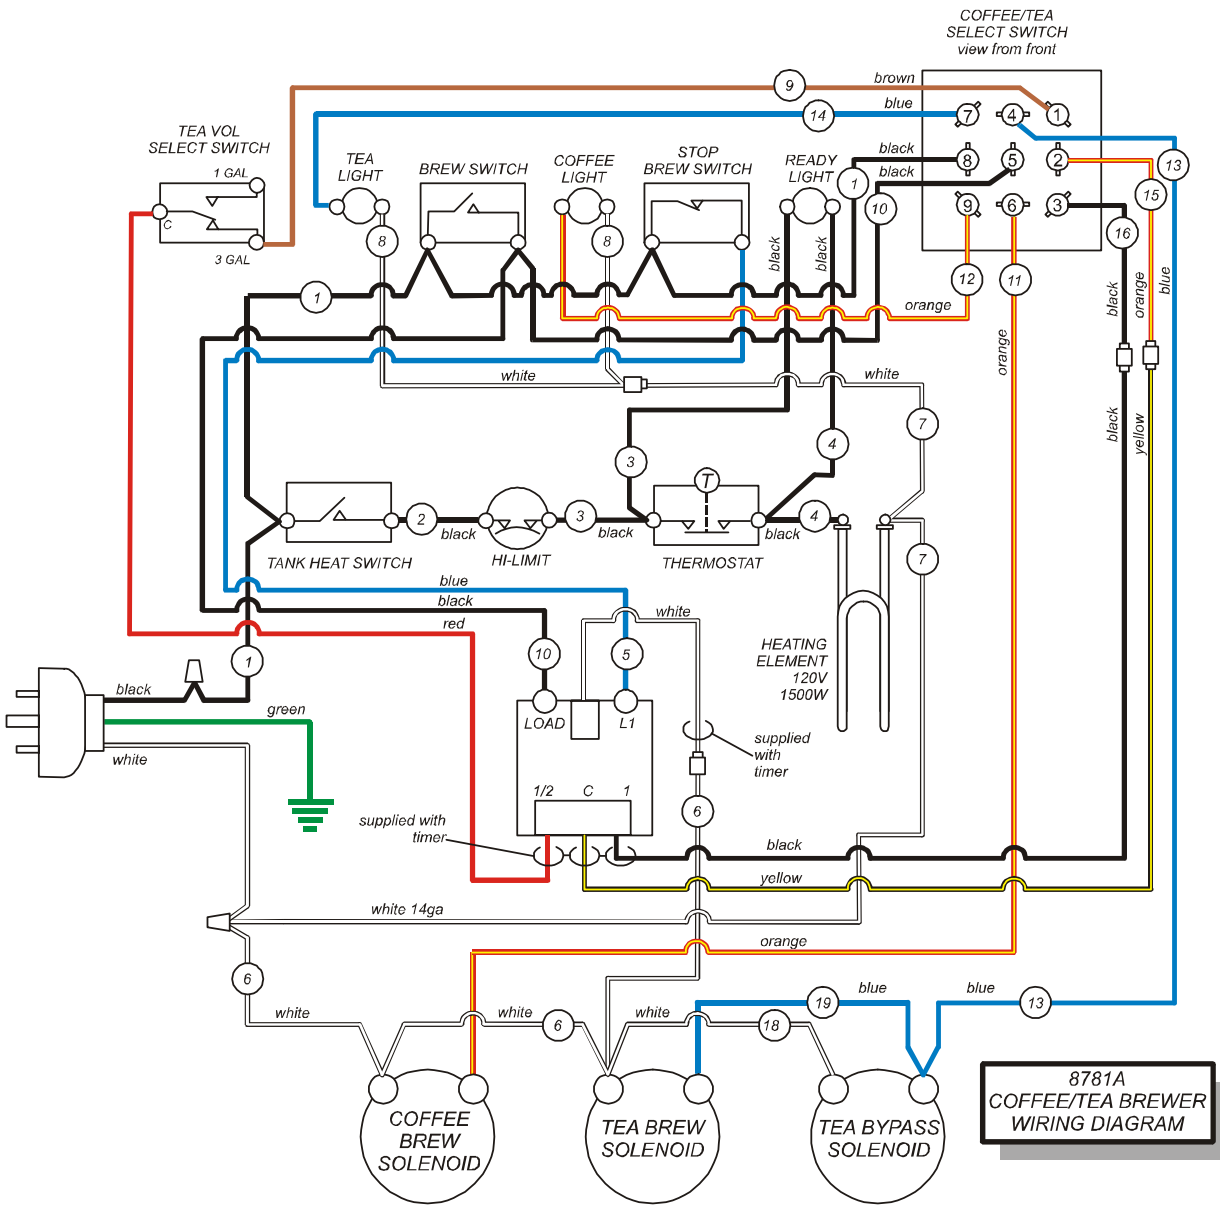 COFFEE/TEA
SELECT SWITCH
view from front
brown
9
blue
14
7
4
1
TEA VOL
SELECT SWITCH
1 GAL
C
3 GAL
TEA
LIGHT
BREW SWITCH
COFFEE
LIGHT
STOP
BREW SWITCH
READY
LIGHT
black
8
5
2
black
1
10
13
15
9
6
3
16
8
8
black
black
12
11
1
orange
black
orange
blue
orange
white
white
7
black
yellow
3
4
T
2
3
4
black
black
black
TANK HEAT SWITCH
HI-LIMIT
THERMOSTAT
7
blue
black
white
red
10
5
1
HEATING
ELEMENT
120V
1500W
black
green
white
LOAD
L1
supplied
with
timer
1/2
C
1
6
supplied with
timer
black
yellow
white 14ga
orange
6
white
white
6
white
18
19
blue
blue
13
COFFEE
BREW
SOLENOID
TEA BREW
SOLENOID
TEA BYPASS
SOLENOID
8781A
COFFEE/TEA BREWER
WIRING DIAGRAM